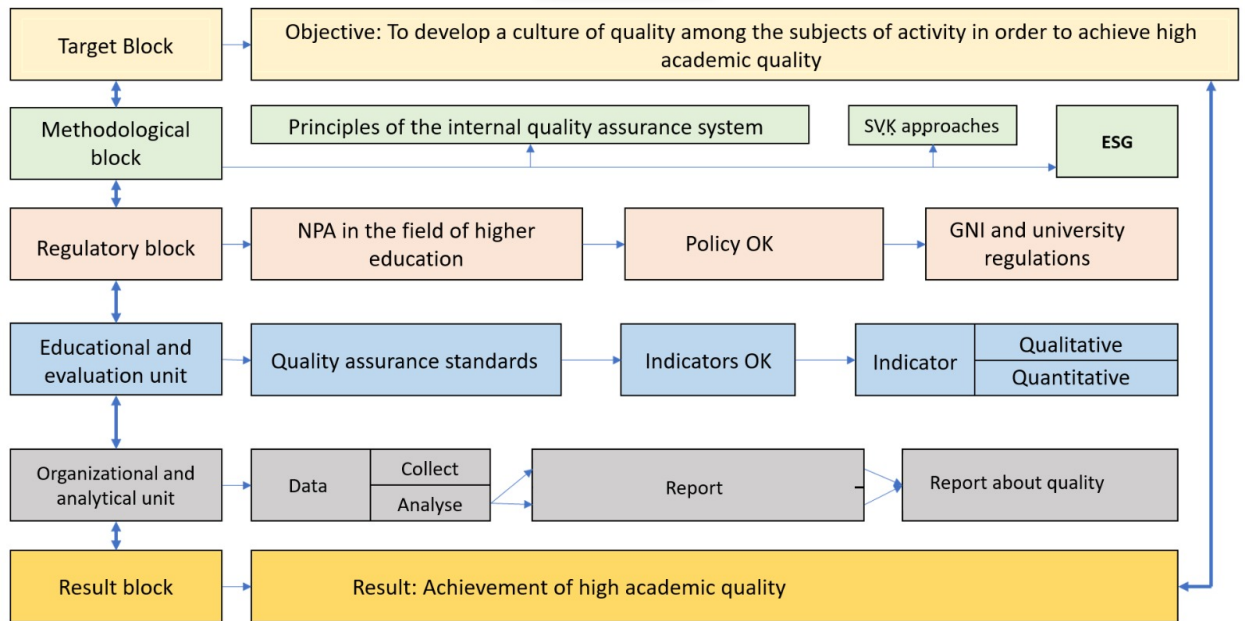 Target Block
Objective: To develop a culture of quality among the subjects of activity in order to achieve high
academic quality
Methodological
block
Principles of the internal quality assurance system
SṾḲ approaches
ESG
Regulatory block
NPA in the field of higher
education
Policy OK
GNI and university
regulations
Educational and
evaluation unit
Quality assurance standards
Indicators OK
Indicator
Qualitative
Quantitative
Organizational and
analytical unit
Data
Collect
Analyse
Report
Report about quality
Result block
Result: Achievement of high academic quality